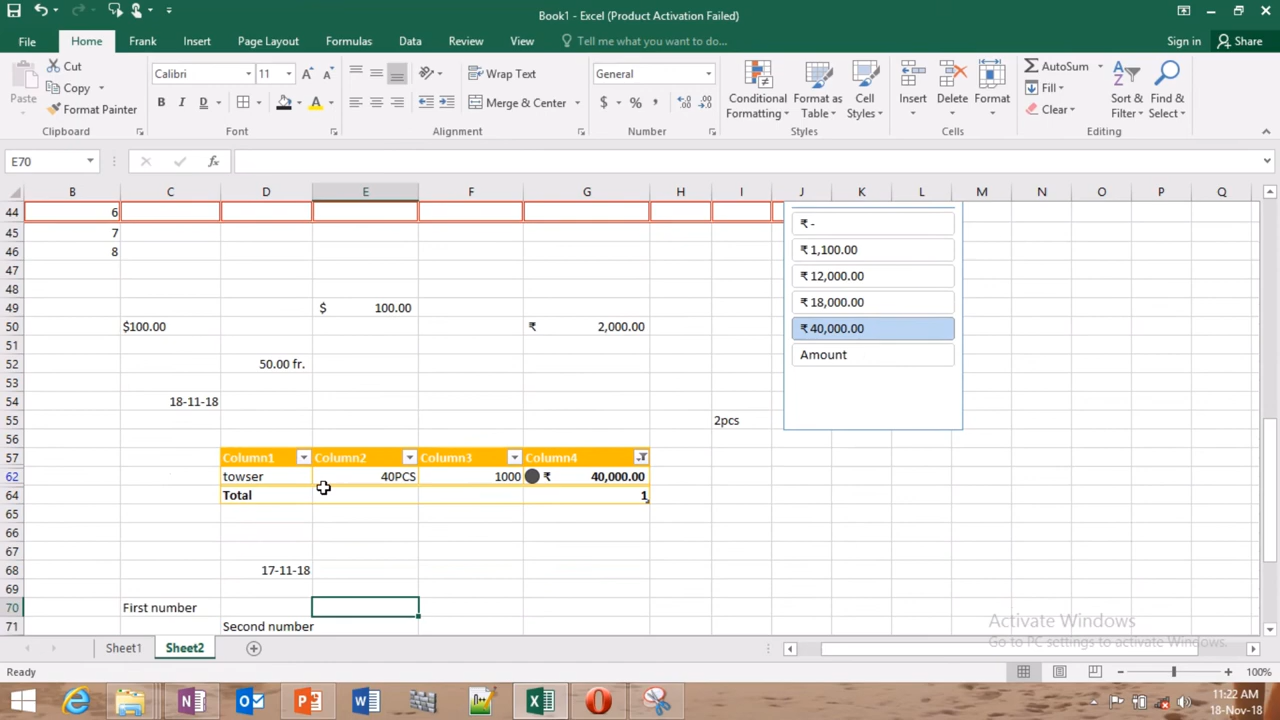 Book1 - Excel (Product Activation Failed)
File Home Frank Insert Page Layout Formulas Data Review View Tell me what you want to do... Sign in Share
Paste
Cut
Copy
Format Painter
Clipboard
Calibri 11
B I D
Font
Wrap Text
Merge & Center
Alignment
General
$ % ,
Number
Conditional Formatting
Format as Table
Cell Styles
Styles
Insert
Delete
Format
Cells
AutoSum
Fill
Clear
Sort & Filter
Find & Select
Editing
E70 fx
B C D E F G H I J K L M N O P Q
44 6
45 7
46 8
47
48
49 $ 100.00
50 $100.00 ₹ 2,000.00
51
52 50.00 fr.
53
54 18-11-18
55 2pcs
56
57 Column1 Column2 Column3 Column4
62 towser 40PCS 1000 ₹ 40,000.00
64 Total 1
65
66
67
68 17-11-18
69
70 First number
71 Second number
₹ -
₹ 1,100.00
₹ 12,000.00
₹ 18,000.00
₹ 40,000.00
Amount
Activate Windows
Go to PC settings to activate Windows.
Sheet1 Sheet2
Ready 100%
11:22 AM
18-Nov-18